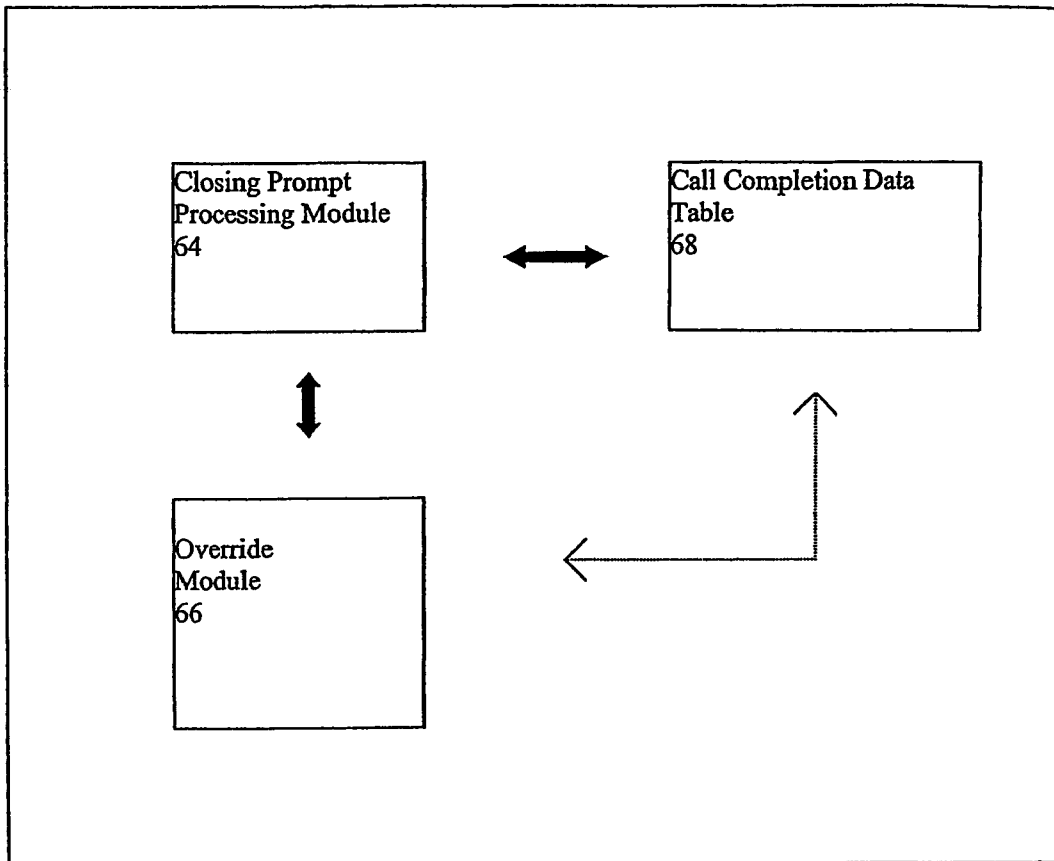 Closing Prompt
Processing Module
64
Call Completion Data
Table
68
Override
Module
66